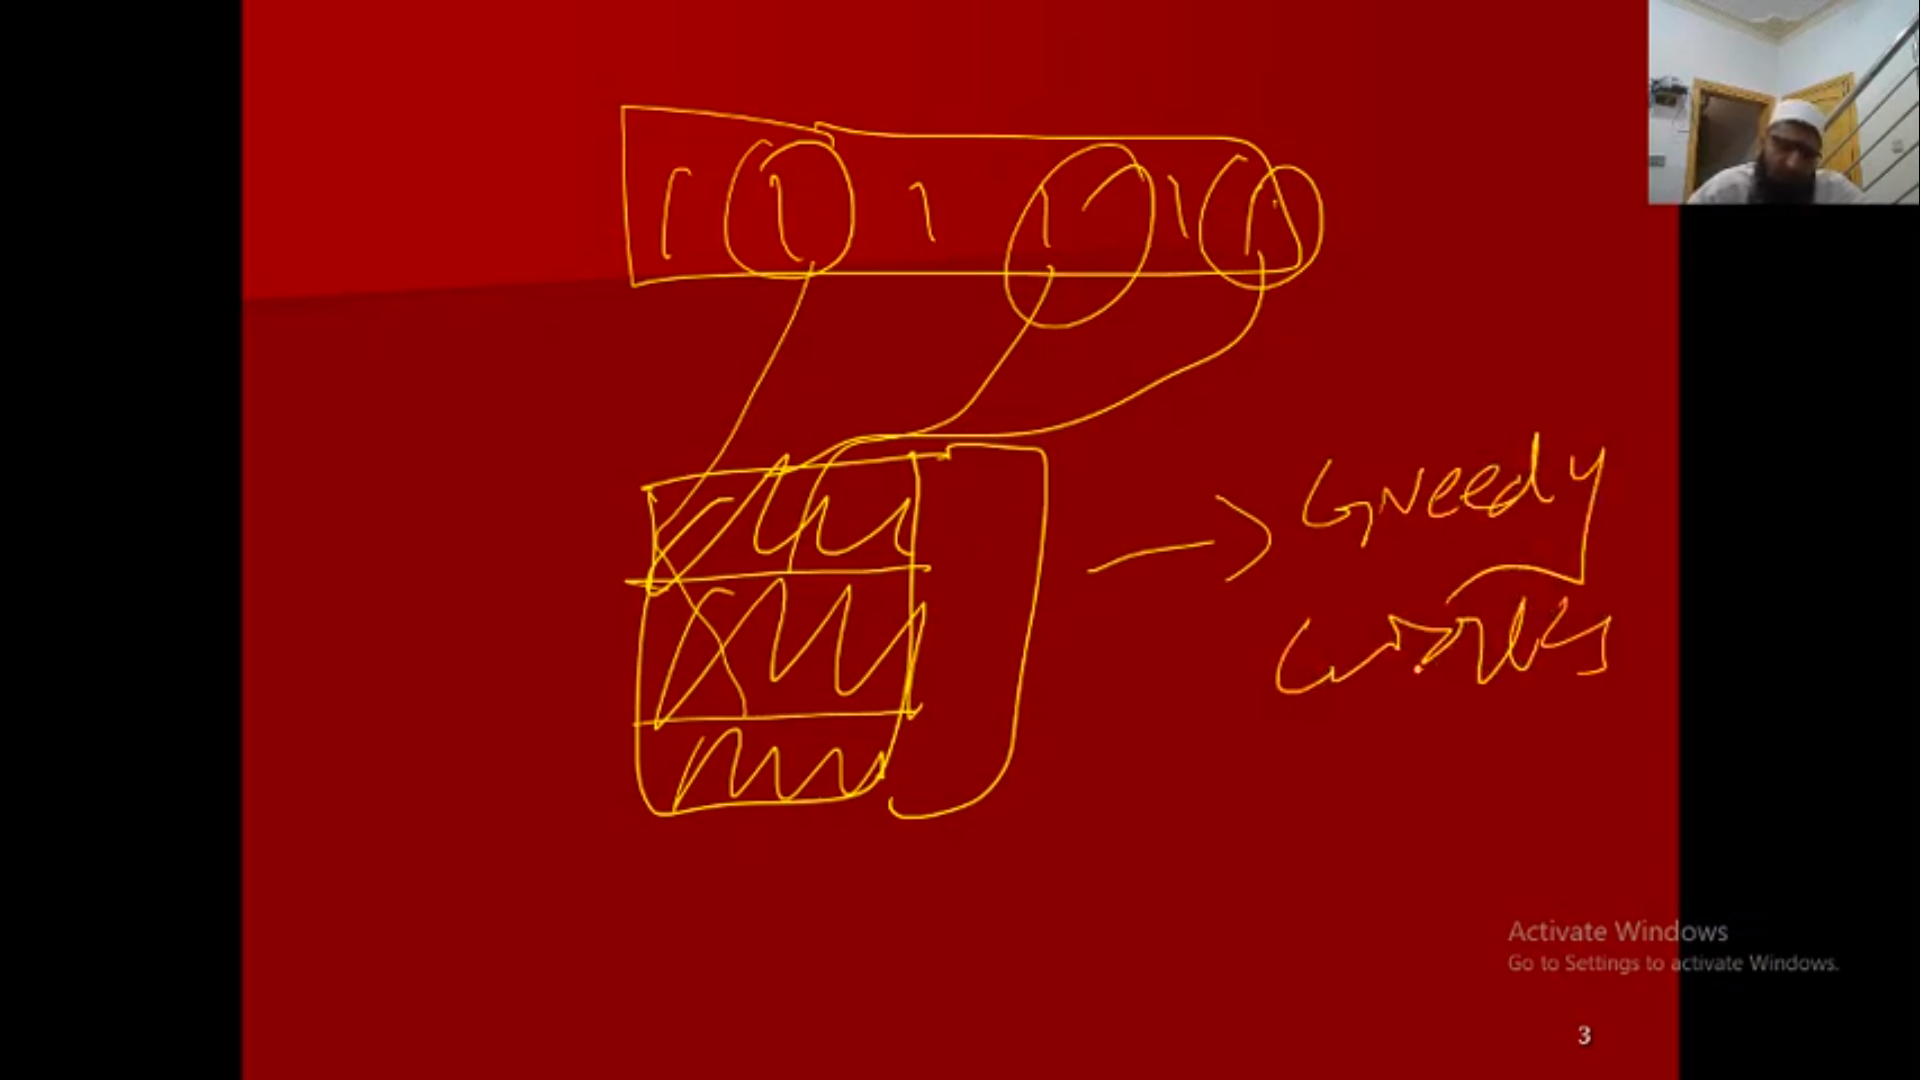 1 1 1 1 1 1
Greedy
works
Activate Windows
Go to Settings to activate Windows.
3